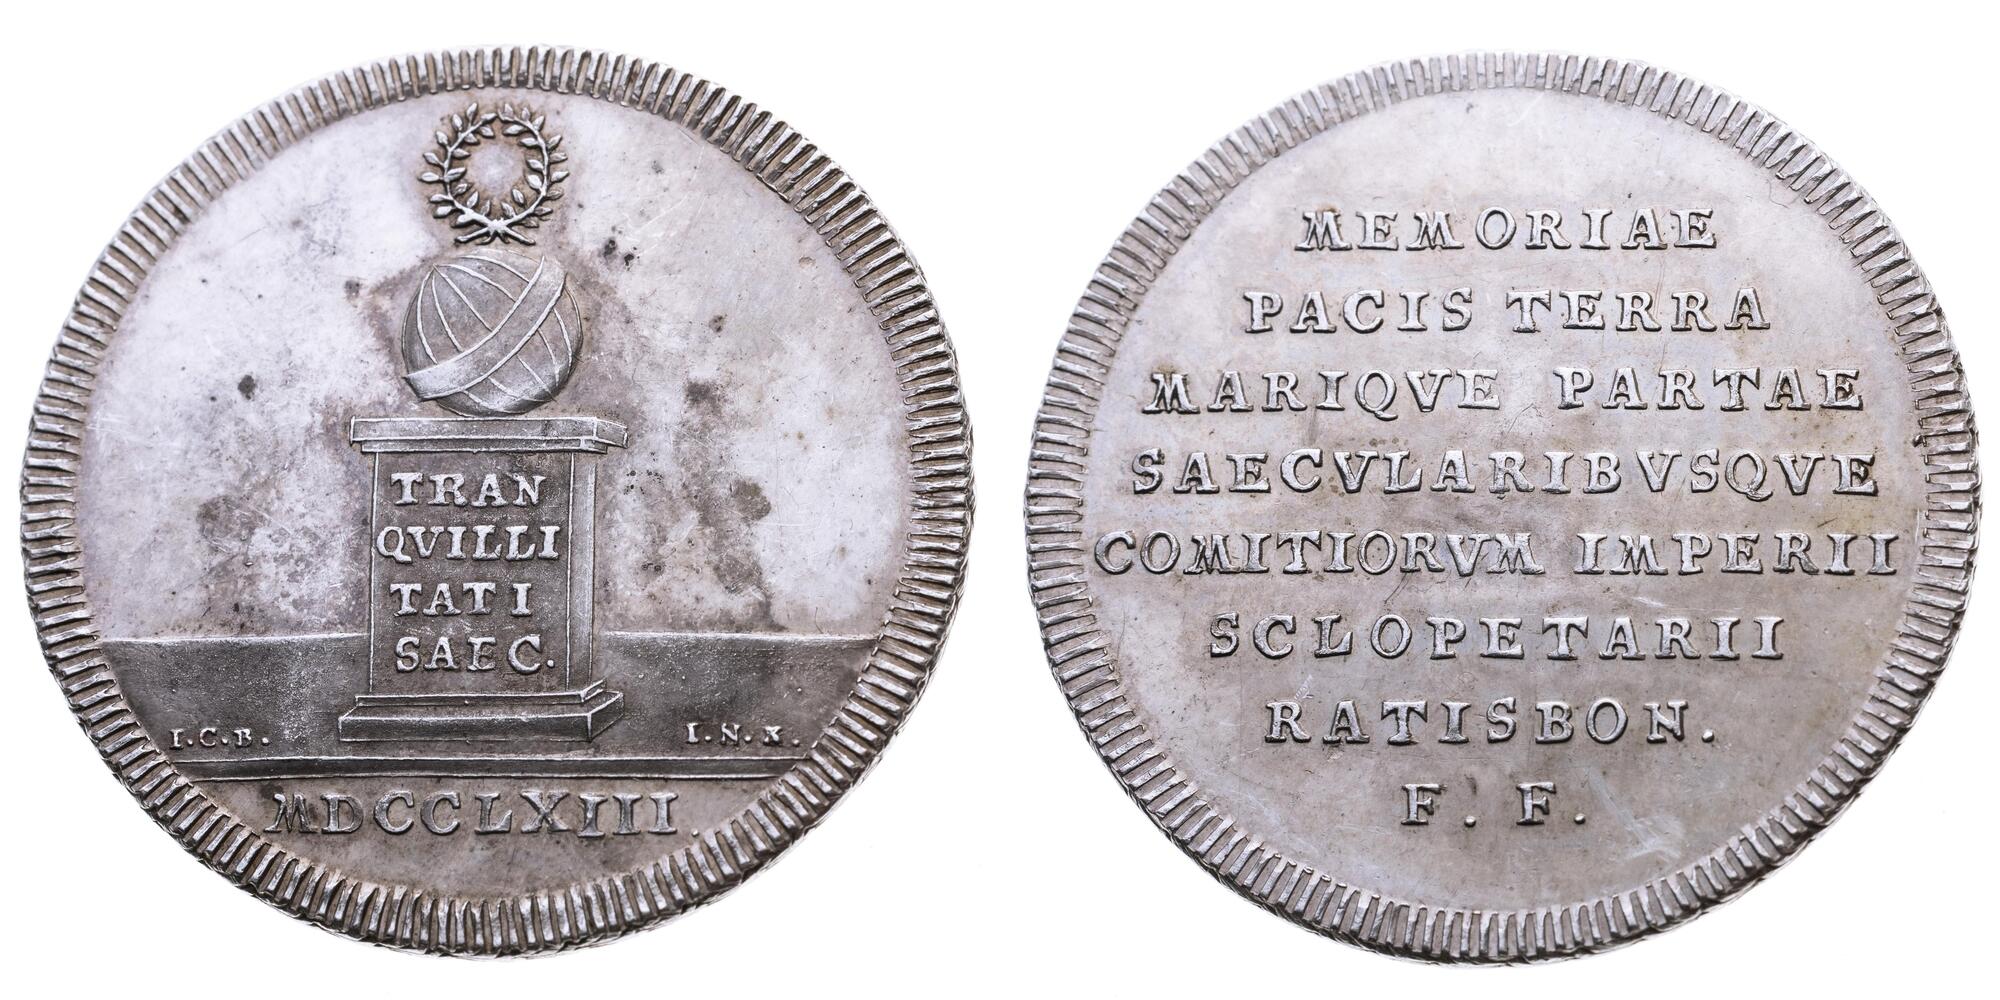 TRAN
QVILLI
TATI
SAEC.
I.C.B. I.N.K.
MDCCLXIII.
MEMORIAE
PACIS TERRA
MARIQVE PARTAE
SAECVLARIBVSQVE
COMITIORVM IMPERII
SCLOPETARII
RATISBON.
F. F.